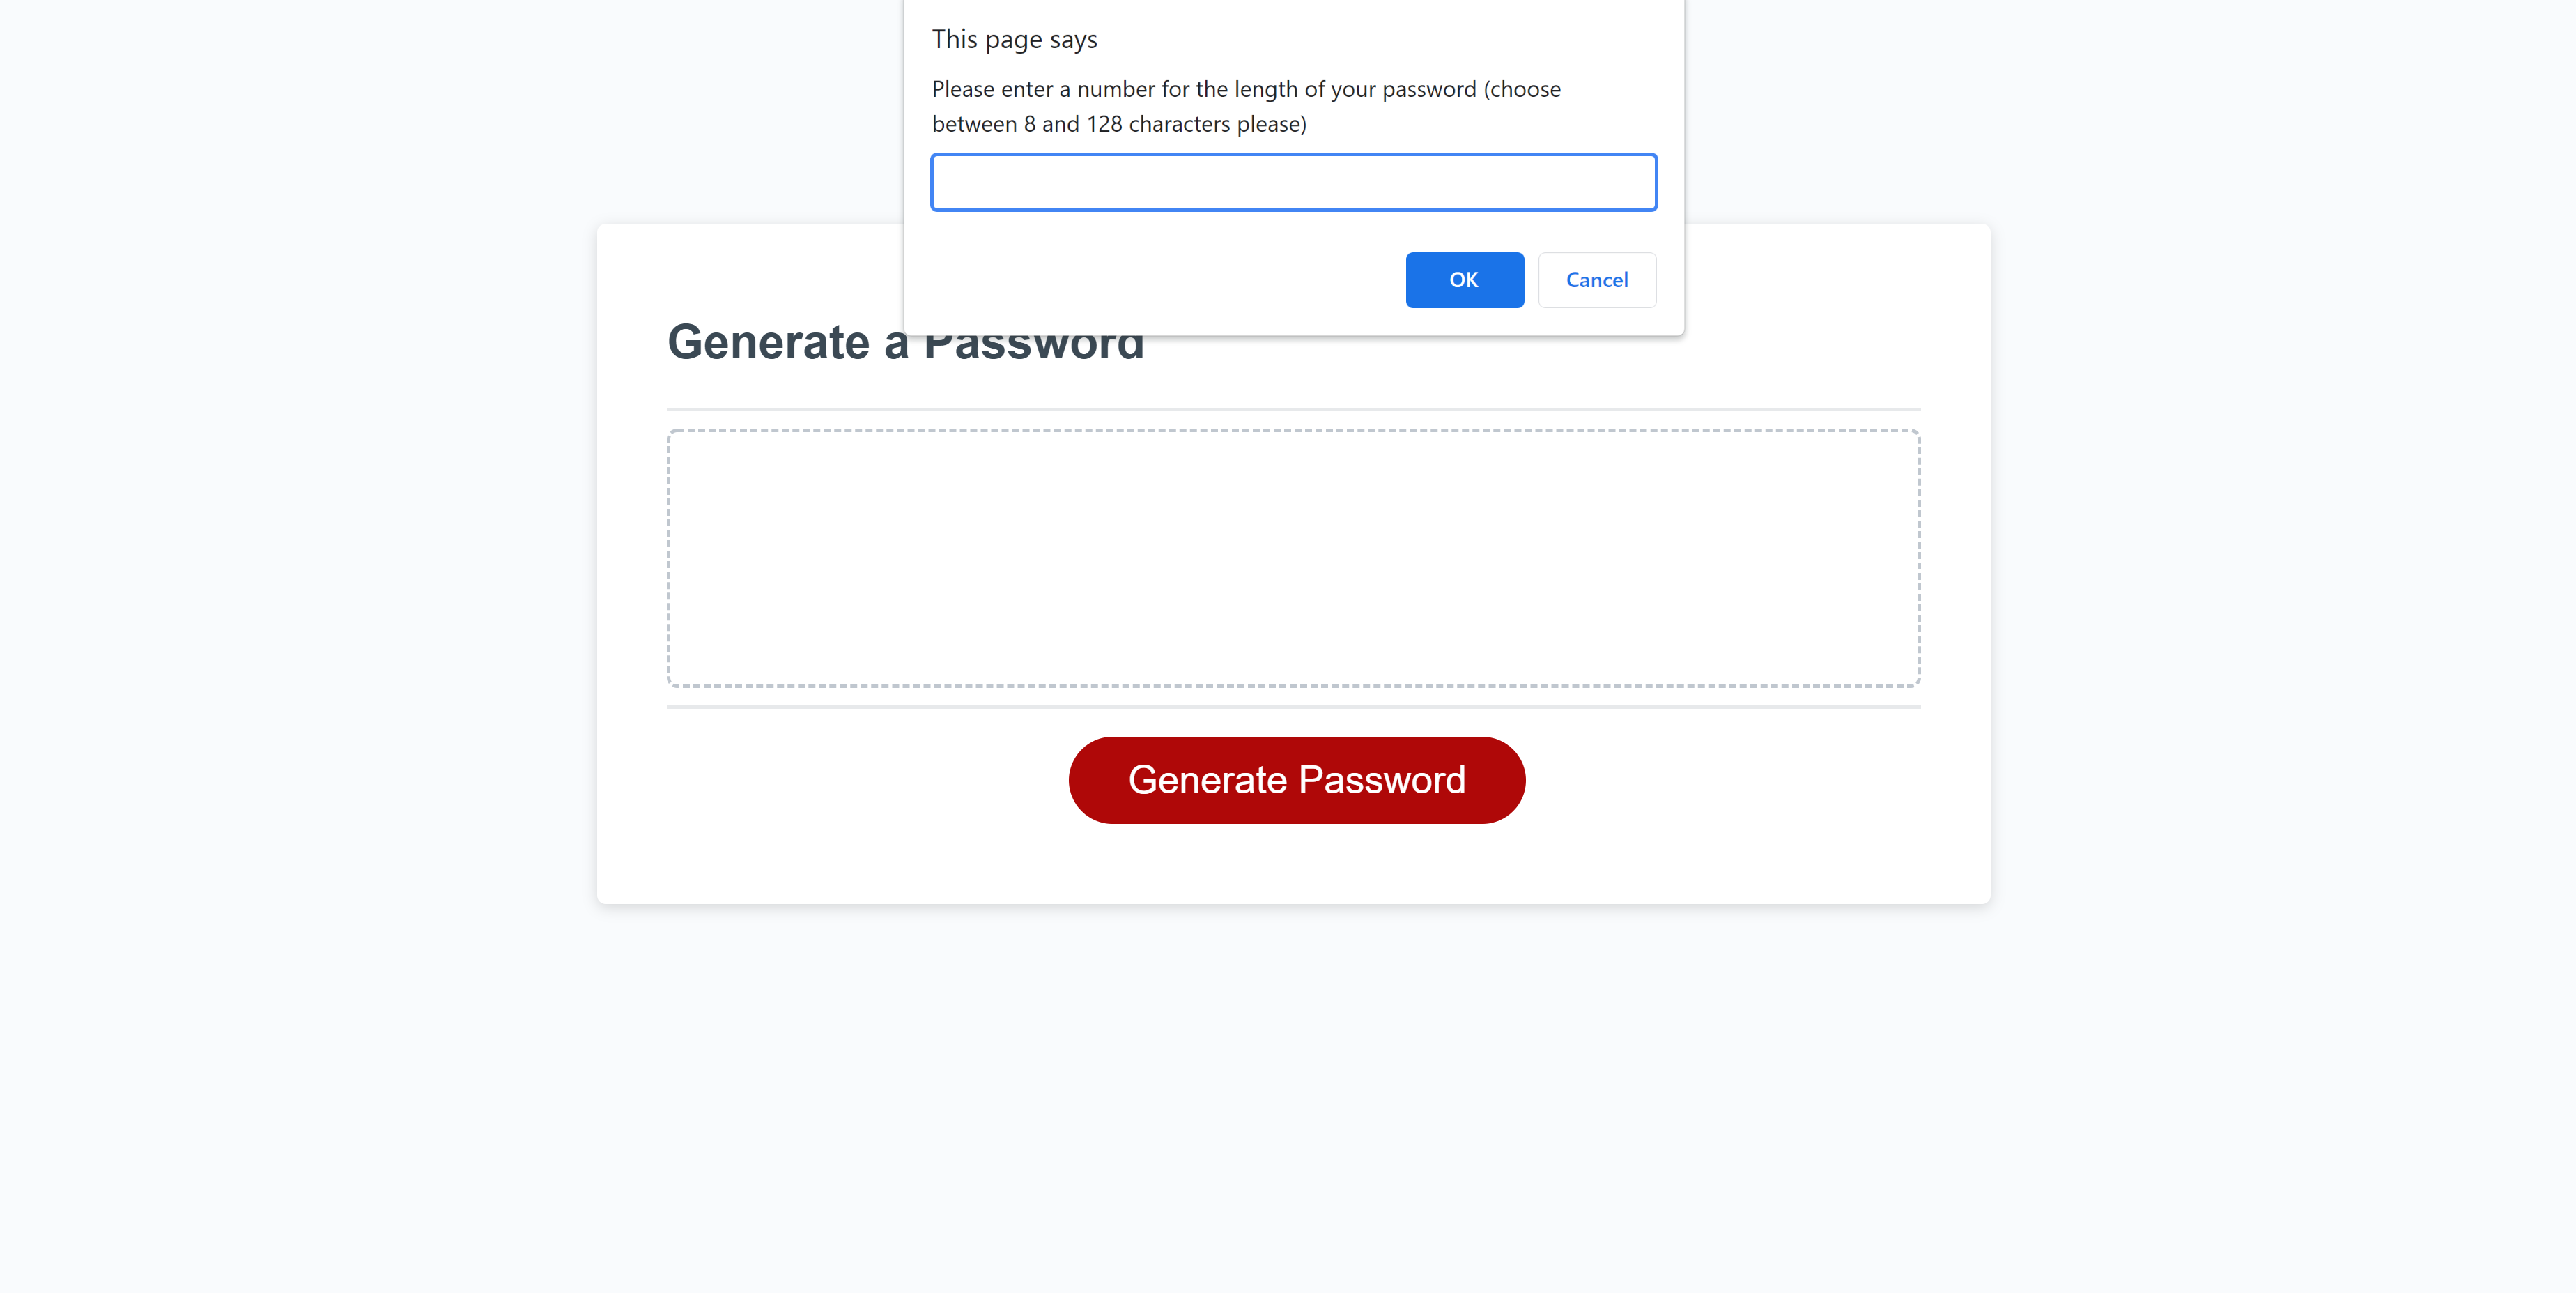 This page says
Please enter a number for the length of your password (choose
between 8 and 128 characters please)
OK
Cancel
Generate a Password
Generate Password